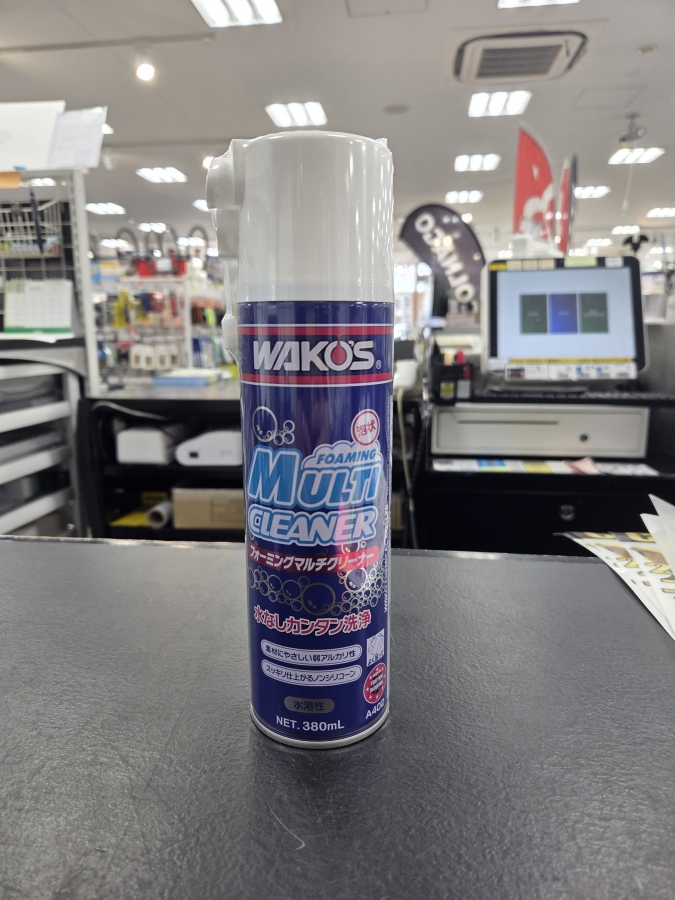 WAKO'S®
泡状
FOAMING
MULTI
CLEANER
フォーミングマルチクリーナー
水なしカンタン洗浄
素材にやさしい弱アルカリ性
スッキリ仕上がるノンシリコーン
水溶性
NET. 380mL
A402